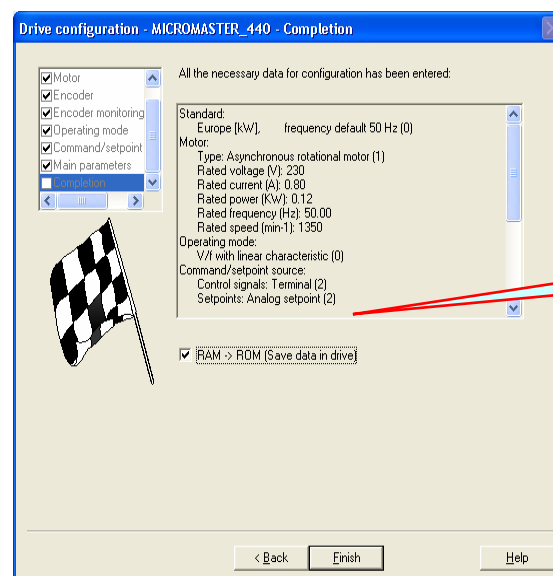 Drive configuration - MICROMASTER_440 - Completion
Motor
Encoder
Encoder monitoring
Operating mode
Command/setpoint
Main parameters
Completion
All the necessary data for configuration has been entered:
Standard:
Europe [kW], frequency default 50 Hz (0)
Motor:
Type: Asynchronous rotational motor (1)
Rated voltage (V): 230
Rated current (A): 0.80
Rated power (KW): 0.12
Rated frequency (Hz): 50.00
Rated speed (min-1): 1350
Operating mode:
V/f with linear characteristic (0)
Command/setpoint source:
Control signals: Terminal (2)
Setpoints: Analog setpoint (2)
RAM -> ROM (Save data in drive)
< Back Finish Help